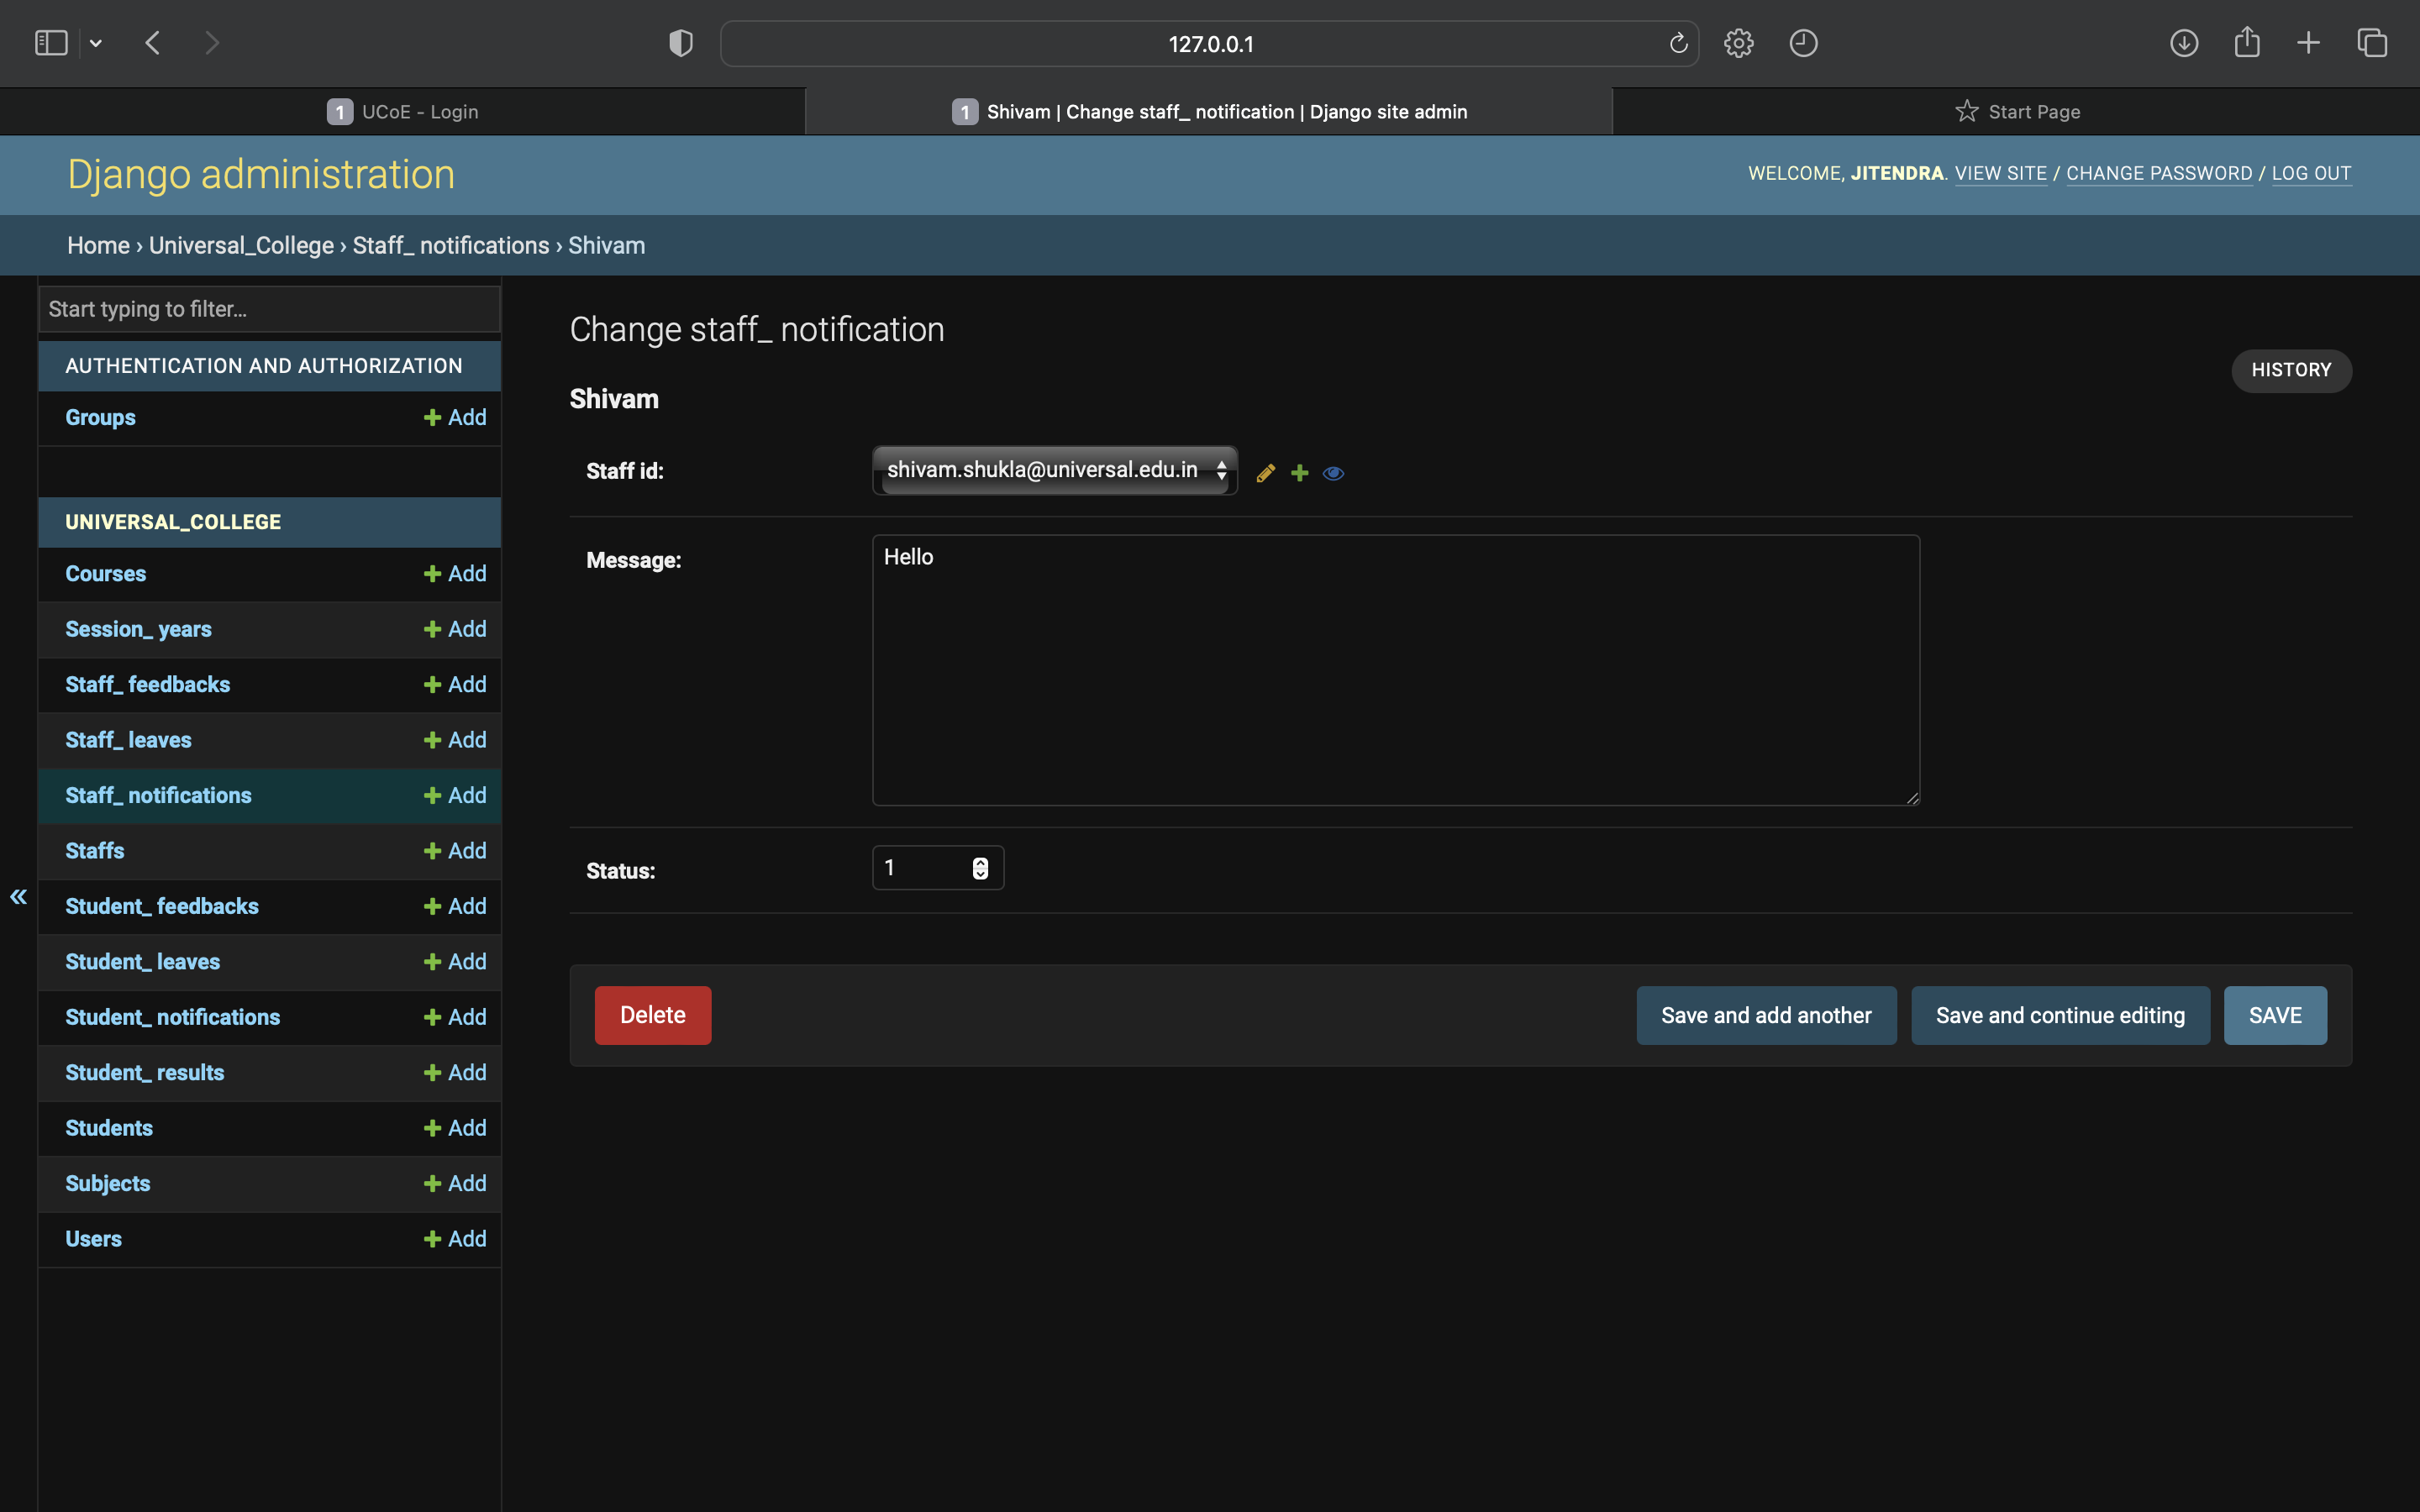 127.0.0.1
1 UCoE - Login
1 Shivam | Change staff_ notification | Django site admin
Start Page
Django administration
WELCOME, JITENDRA. VIEW SITE / CHANGE PASSWORD / LOG OUT
Home › Universal_College › Staff_ notifications › Shivam
Start typing to filter...
AUTHENTICATION AND AUTHORIZATION
Groups + Add
UNIVERSAL_COLLEGE
Courses + Add
Session_ years + Add
Staff_ feedbacks + Add
Staff_ leaves + Add
Staff_ notifications + Add
Staffs + Add
Student_ feedbacks + Add
Student_ leaves + Add
Student_ notifications + Add
Student_ results + Add
Students + Add
Subjects + Add
Users + Add
«
Change staff_ notification
HISTORY
Shivam
Staff id: shivam.shukla@universal.edu.in
Message: Hello
Status: 1
Delete
Save and add another
Save and continue editing
SAVE